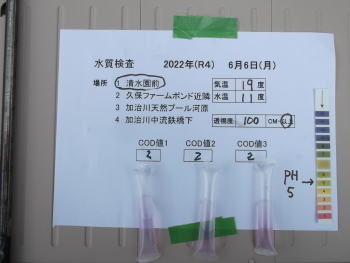 水質検査 2022年(R4) 6月6日(月)
場所 1 清水園前 気温 19 度
2 久保ファームポンド近隣 水温 11 度
3 加治川天然プール河原
4 加治川中流鉄橋下 透視度 100 CM・以上
COD値1 COD値2 COD値3
2 2 2
PH
5